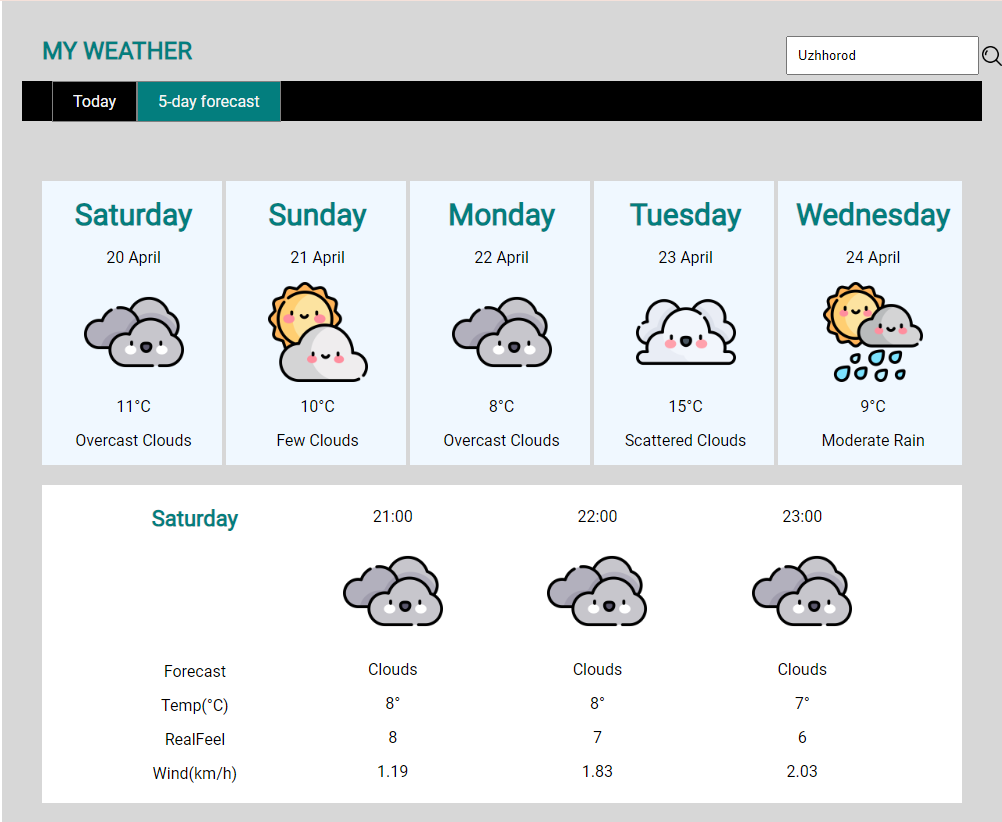 MY WEATHER
Uzhhorod
Today 5-day forecast
Saturday Sunday Monday Tuesday Wednesday
20 April 21 April 22 April 23 April 24 April
11°C 10°C 8°C 15°C 9°C
Overcast Clouds Few Clouds Overcast Clouds Scattered Clouds Moderate Rain
Saturday 21:00 22:00 23:00
Forecast Clouds Clouds Clouds
Temp(°C) 8° 8° 7°
RealFeel 8 7 6
Wind(km/h) 1.19 1.83 2.03